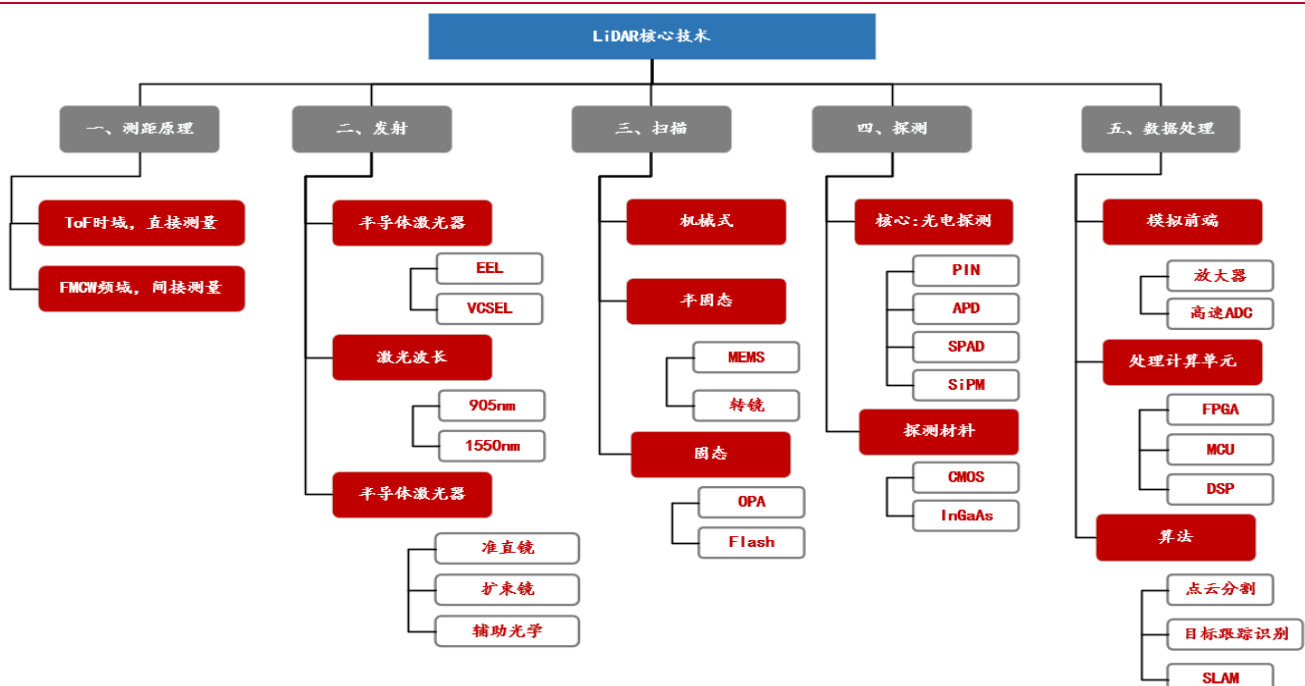 LiDAR核心技术
一、测距原理
ToF时域，直接测量
FMCW频域，间接测量
二、发射
半导体激光器
EEL
VCSEL
激光波长
905nm
1550nm
半导体激光器
准直镜
扩束镜
辅助光学
三、扫描
机械式
半固态
MEMS
转镜
固态
OPA
Flash
四、探测
核心:光电探测
PIN
APD
SPAD
SiPM
探测材料
CMOS
InGaAs
五、数据处理
模拟前端
放大器
高速ADC
处理计算单元
FPGA
MCU
DSP
算法
点云分割
目标跟踪识别
SLAM